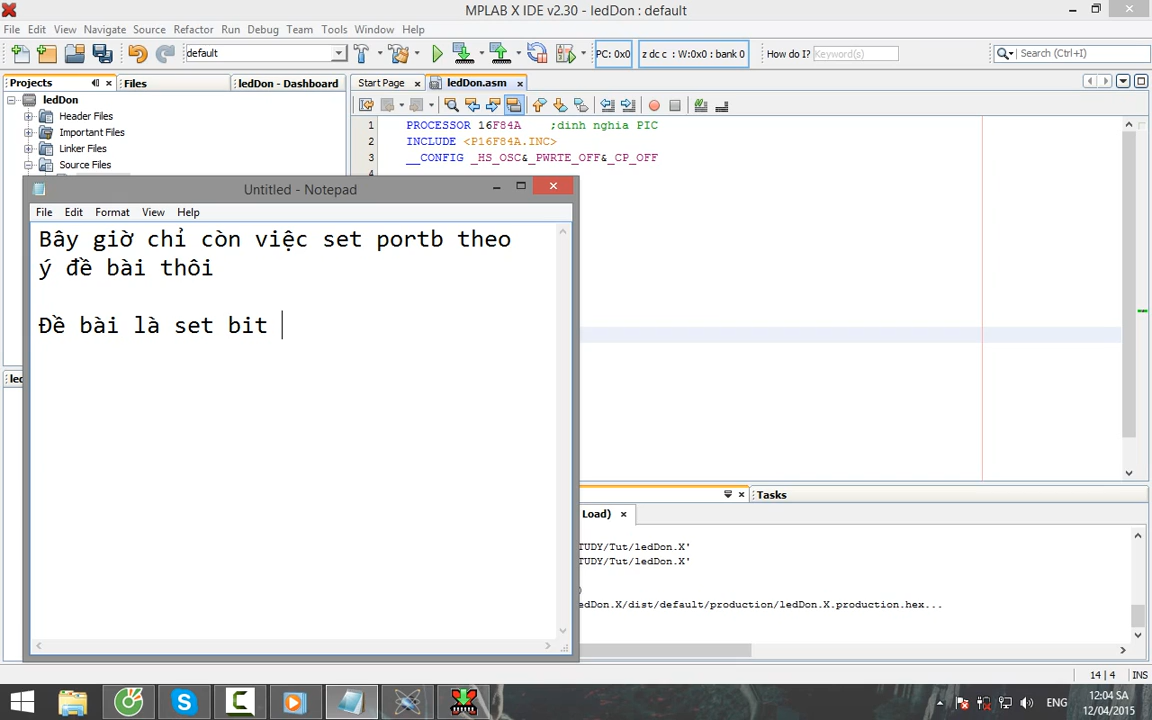 MPLAB X IDE v2.30 - ledDon : default
File Edit View Navigate Source Refactor Run Debug Team Tools Window Help
default
PC: 0x0
z dc c : W:0x0 : bank 0
How do I? Keyword(s)
Search (Ctrl+I)
Projects
Files
ledDon - Dashboard
Start Page
ledDon.asm
ledDon
Header Files
Important Files
Linker Files
Source Files
1 PROCESSOR 16F84A ;dinh nghia PIC
2 INCLUDE <P16F84A.INC>
3 __CONFIG _HS_OSC&_PWRTE_OFF&_CP_OFF
4
Untitled - Notepad
File Edit Format View Help
Bây giờ chỉ còn việc set portb theo
ý đề bài thôi
Đề bài là set bit
Tasks
Load)
TUDY/Tut/ledDon.X'
TUDY/Tut/ledDon.X'
)
edDon.X/dist/default/production/ledDon.X.production.hex...
14|4 INS
ENG
12:04 SA
12/04/2015